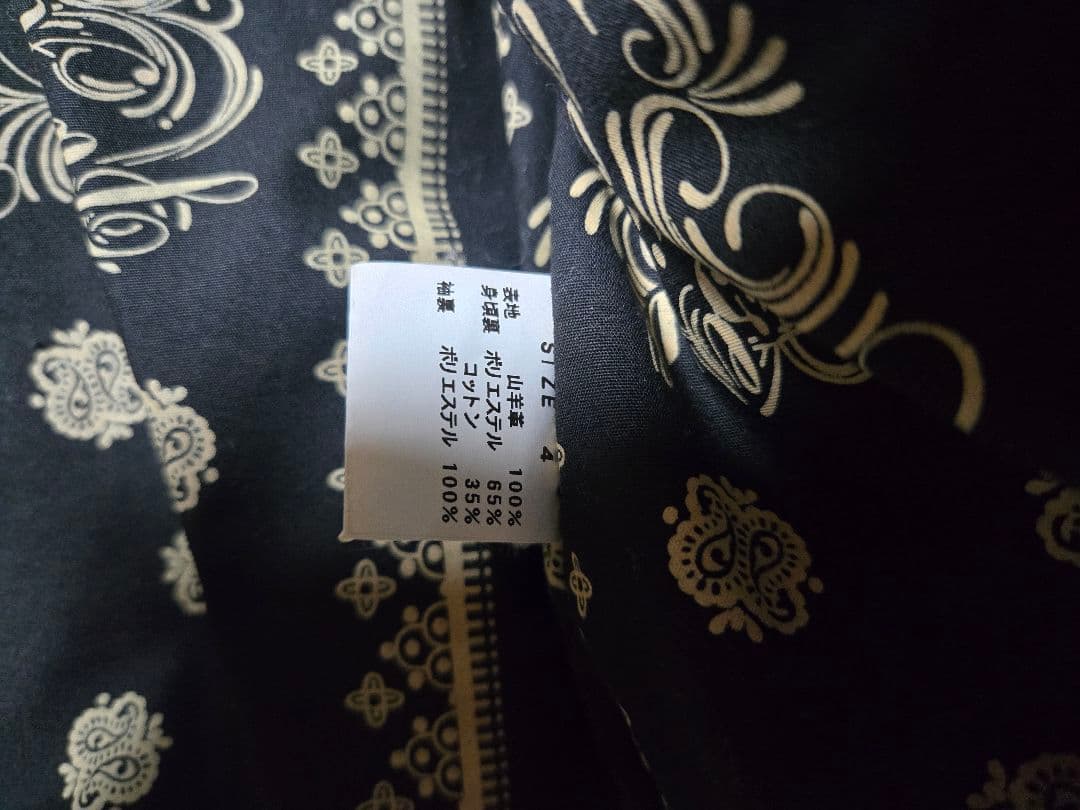 SIZE 4
表地 山羊革 100%
身頃裏 ポリエステル 65%
コットン 35%
袖裏 ポリエステル 100%